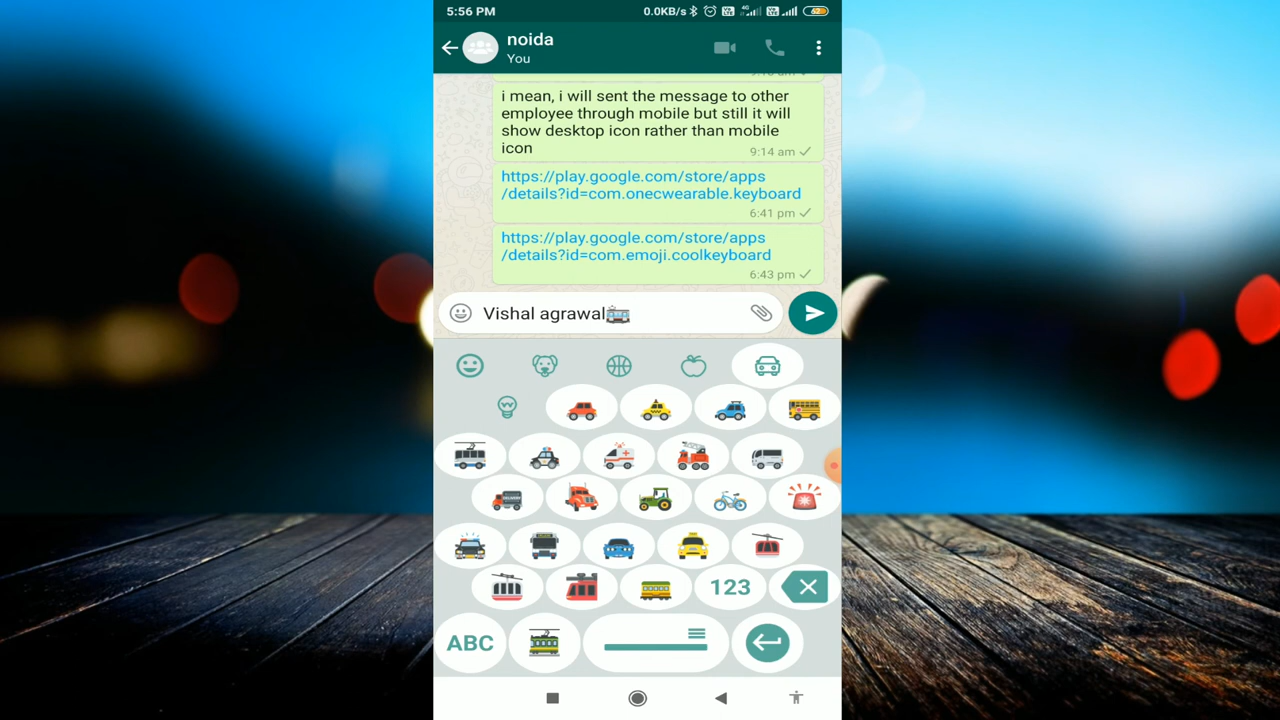 5:56 PM 0.0KB/s 4G 62
noida
You
i mean, i will sent the message to other
employee through mobile but still it will
show desktop icon rather than mobile
icon
9:14 am
https://play.google.com/store/apps
/details?id=com.onecwearable.keyboard
6:41 pm
https://play.google.com/store/apps
/details?id=com.emoji.coolkeyboard
6:43 pm
Vishal agrawal🚋
123
ABC